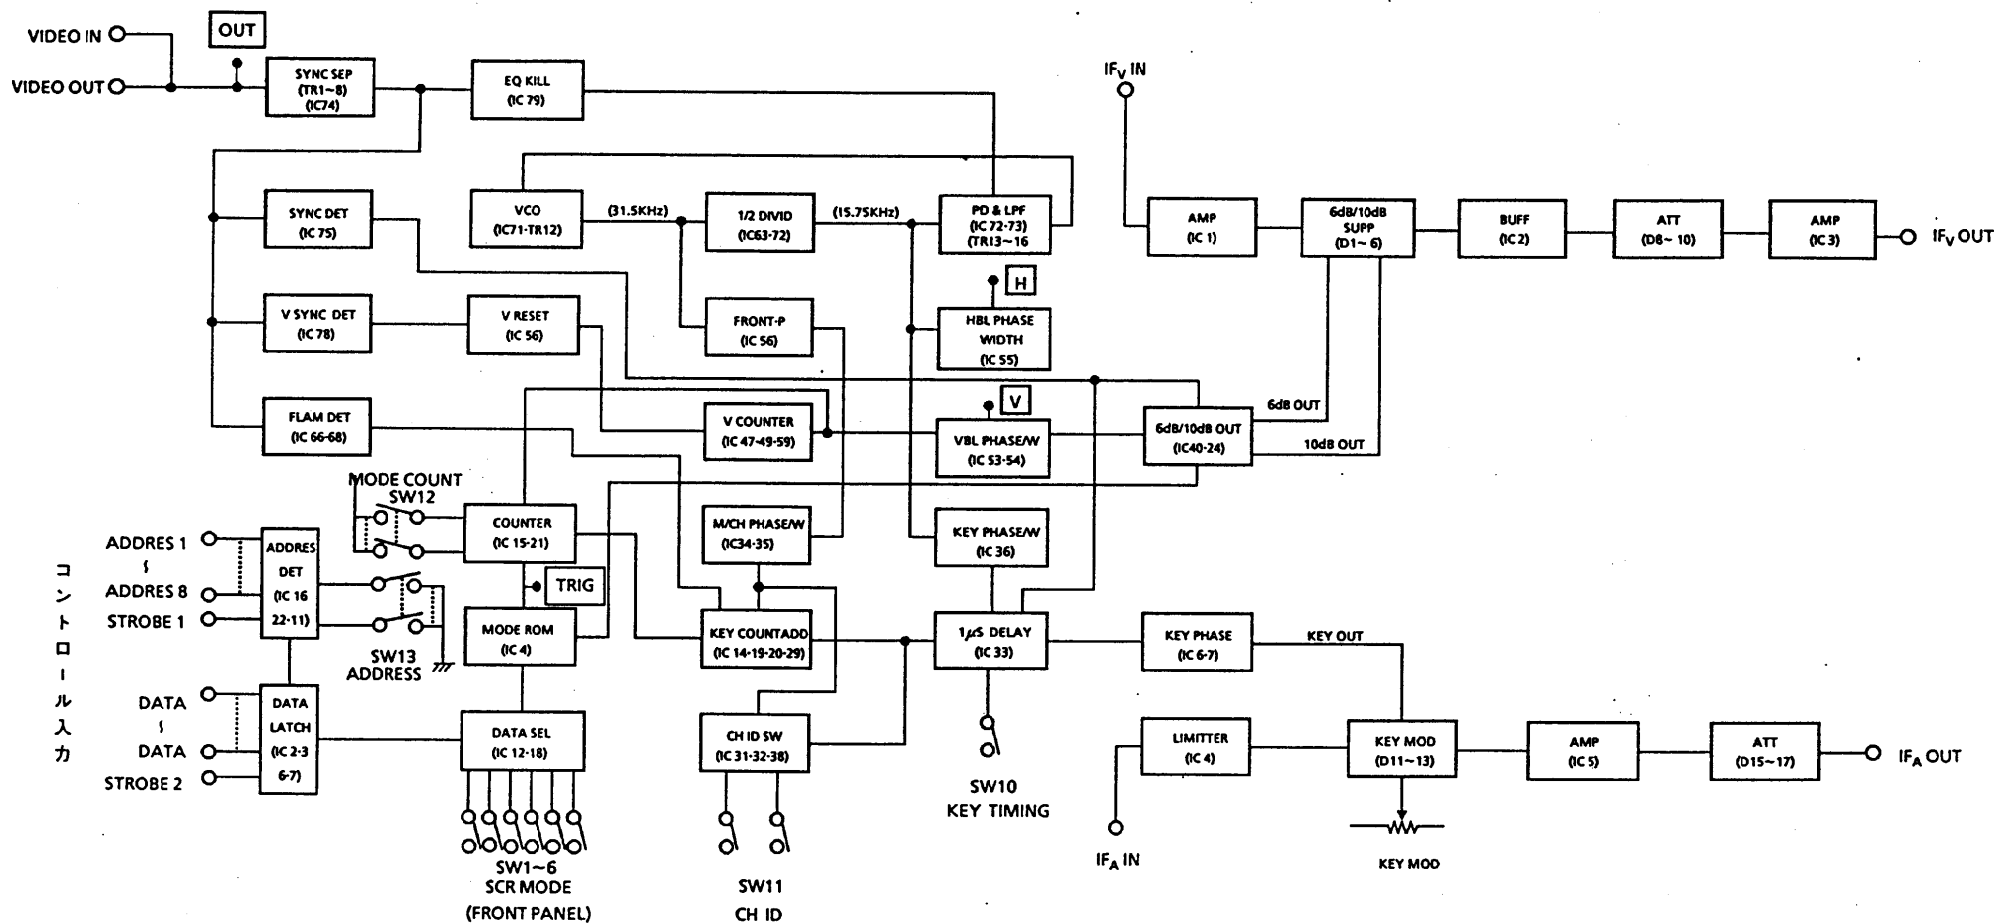 VIDEO IN
OUT
VIDEO OUT
SYNC SEP
(TR1~8)
(IC74)
EQ KILL
(IC 79)
IFV IN
SYNC DET
(IC 75)
VCO
(IC71-TR12)
(31.5KHz)
1/2 DIVID
(IC63-72)
(15.75KHz)
PD & LPF
(IC 72-73)
(TR13~16
AMP
(IC 1)
6dB/10dB
SUPP
(D1~ 6)
BUFF
(IC 2)
ATT
(D8~ 10)
AMP
(IC 3)
IFV OUT
H
V SYNC DET
(IC 78)
V RESET
(IC 56)
FRONT-P
(IC 56)
HBL PHASE
WIDTH
(IC 55)
V
FLAM DET
(IC 66-68)
V COUNTER
(IC 47-49-59)
VBL PHASE/W
(IC 53-54)
6dB/10dB OUT
(IC40-24)
6dB OUT
10dB OUT
MODE COUNT
SW12
COUNTER
(IC 15-21)
M/CH PHASE/W
(IC34-35)
KEY PHASE/W
(IC 36)
コントロール入力
ADDRES 1
~
ADDRES 8
STROBE 1
ADDRES
DET
(IC 16
22-11)
SW13
ADDRESS
TRIG
MODE ROM
(IC 4)
KEY COUNTADD
(IC 14-19-20-29)
1μS DELAY
(IC 33)
KEY PHASE
(IC 6-7)
KEY OUT
DATA
~
DATA
STROBE 2
DATA
LATCH
(IC 2-3
6-7)
DATA SEL
(IC 12-18)
CH ID SW
(IC 31-32-38)
SW10
KEY TIMING
LIMITTER
(IC 4)
KEY MOD
(D11~13)
AMP
(IC 5)
ATT
(D15~17)
IFA OUT
IFA IN
KEY MOD
SW1~6
SCR MODE
(FRONT PANEL)
SW11
CH ID